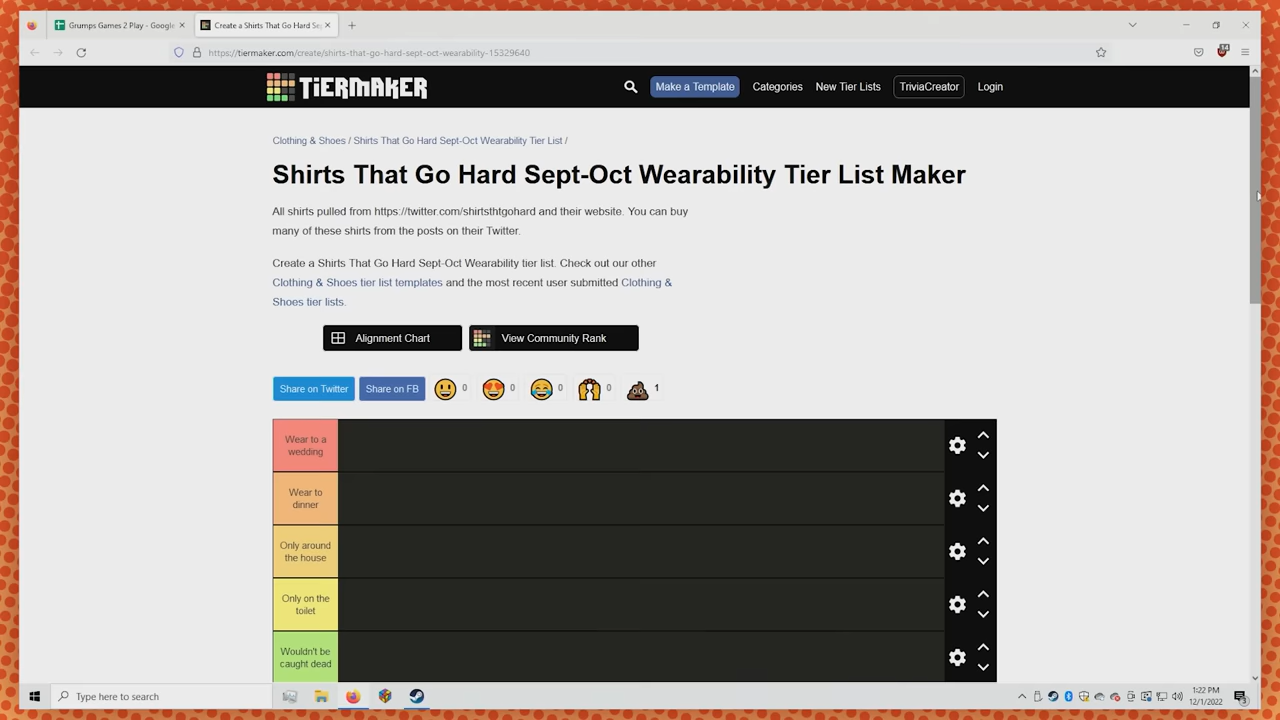 Grumps Games 2 Play - Google
Create a Shirts That Go Hard Se
https://tiermaker.com/create/shirts-that-go-hard-sept-oct-wearability-15329640
14
TiERMAKER
Make a Template
Categories
New Tier Lists
TriviaCreator
Login
Clothing & Shoes / Shirts That Go Hard Sept-Oct Wearability Tier List /
Shirts That Go Hard Sept-Oct Wearability Tier List Maker
All shirts pulled from https://twitter.com/shirtsthtgohard and their website. You can buy
many of these shirts from the posts on their Twitter.
Create a Shirts That Go Hard Sept-Oct Wearability tier list. Check out our other
Clothing & Shoes tier list templates and the most recent user submitted Clothing &
Shoes tier lists.
Alignment Chart
View Community Rank
Share on Twitter
Share on FB
0
0
0
0
1
Wear to a
wedding
Wear to
dinner
Only around
the house
Only on the
toilet
Wouldn't be
caught dead
Type here to search
1:22 PM
12/1/2022
3